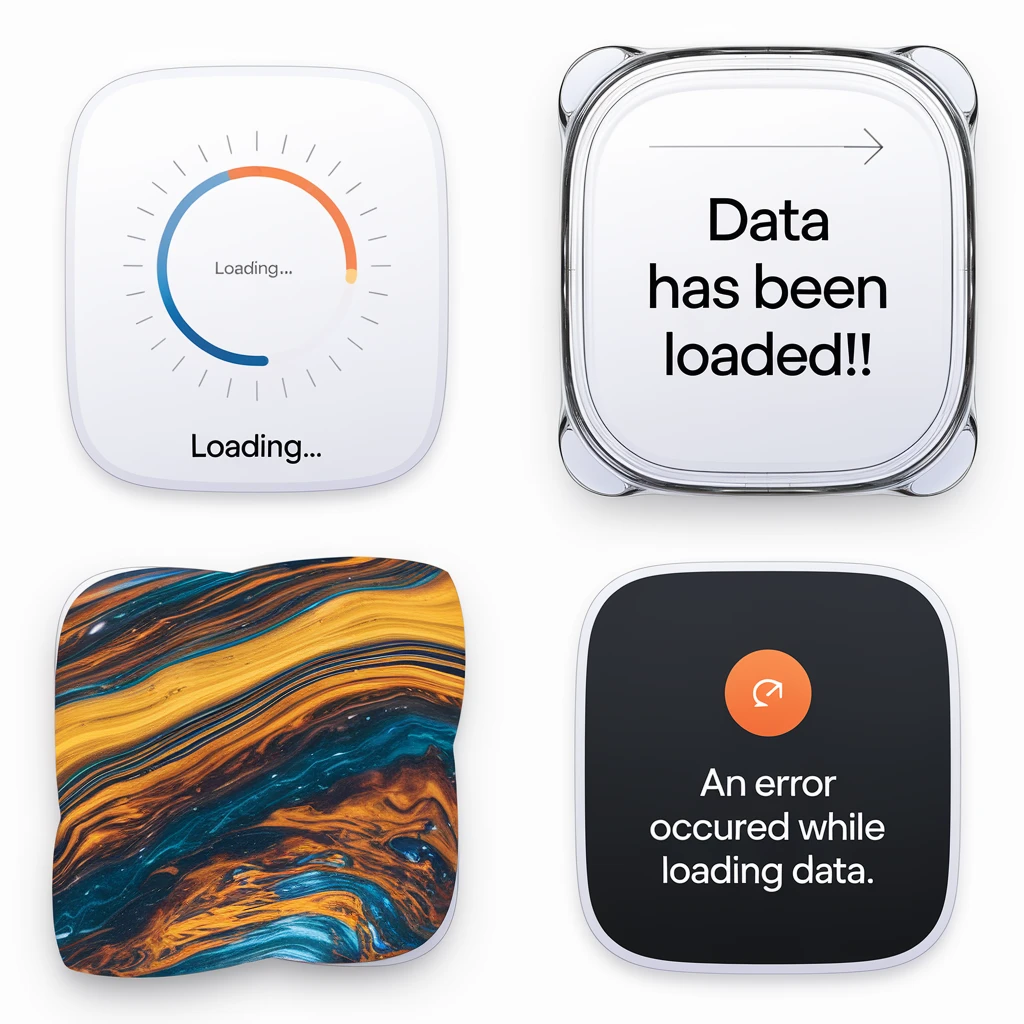 Loading...
Loading...
Data
has been
loaded!!
An error
occured while
loading data.